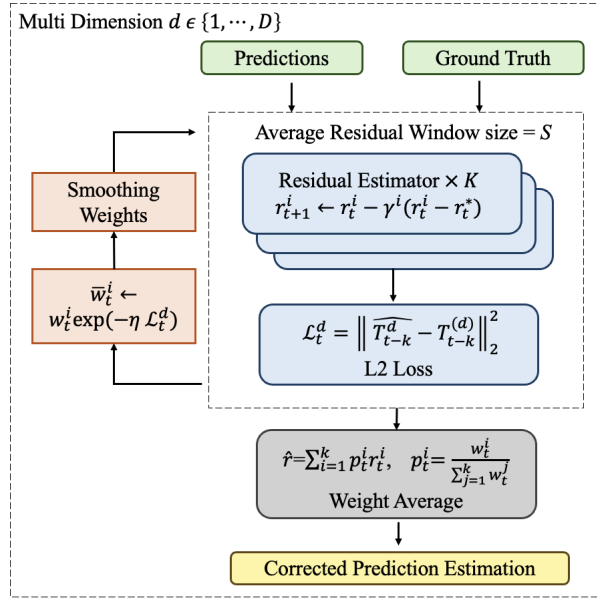 Multi Dimension d ϵ {1, ⋯, D}
Predictions
Ground Truth
Average Residual Window size = S
Residual Estimator × K
r_{t+1}^i ← r_t^i − γ^i(r_t^i − r_t^*)
Smoothing
Weights
w̅_t^i ←
w_t^i exp(−η ℒ_t^d)
ℒ_t^d = ‖ \widehat{T_{t−k}^d} − T_{t−k}^{(d)} ‖_2^2
L2 Loss
r̂=∑_{i=1}^k p_t^i r_t^i, p_t^i= \frac{w_t^i}{∑_{j=1}^k w_t^j}
Weight Average
Corrected Prediction Estimation